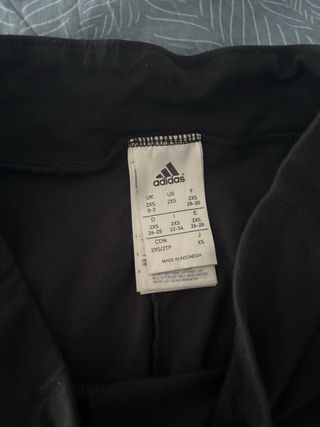 adidas
UK US F
2XS 2XS 2XS
0-2 28-30
D I E
2XS 2XS 2XS
26-28 32-34 26-28
CDN J
2XS/2TP XS
MADE IN INDONESIA